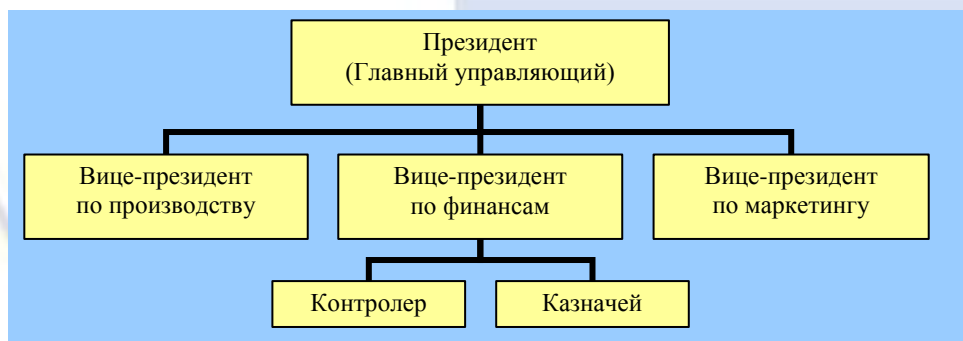 Президент
(Главный управляющий)
Вице-президент
по производству
Вице-президент
по финансам
Вице-президент
по маркетингу
Контролер
Казначей